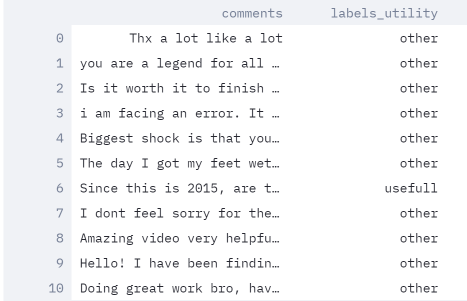 comments labels_utility
0 Thx a lot like a lot other
1 you are a legend for all … other
2 Is it worth it to finish … other
3 i am facing an error. It … other
4 Biggest shock is that you… other
5 The day I got my feet wet… other
6 Since this is 2015, are t… usefull
7 I dont feel sorry for the… other
8 Amazing video very helpfu… other
9 Hello! I have been findin… other
10 Doing great work bro, hav… other